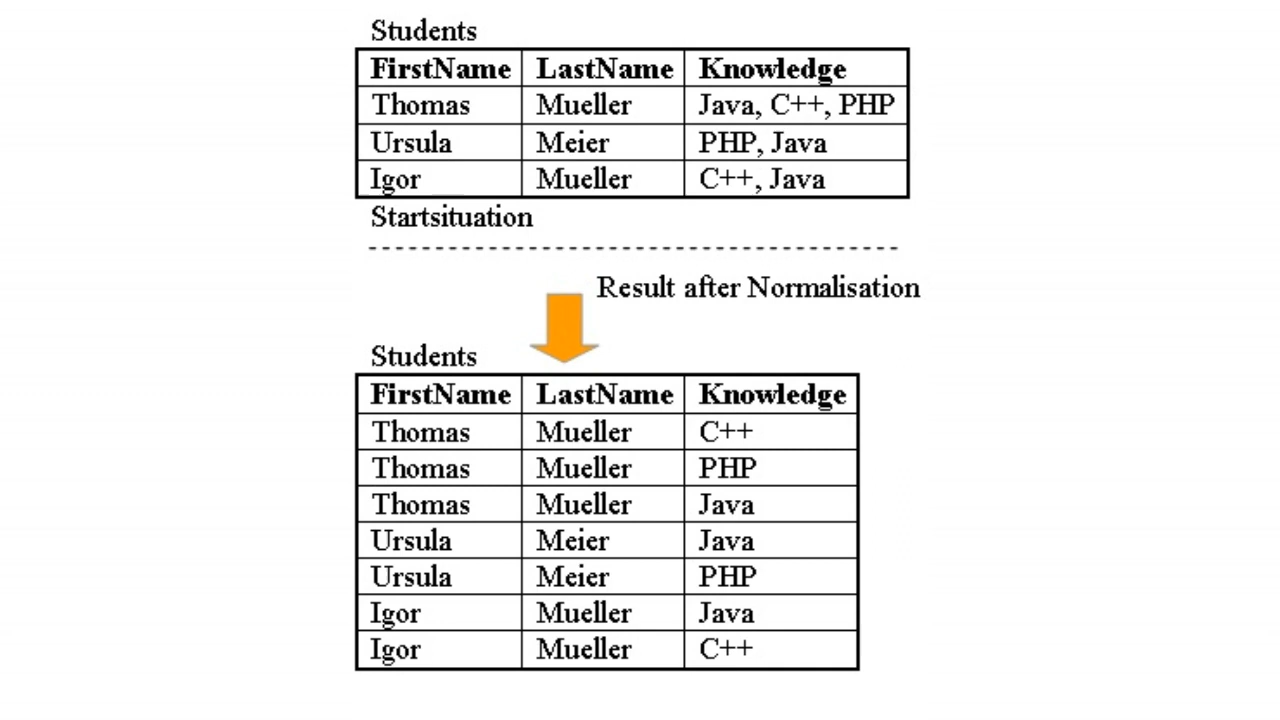 Students
FirstName LastName Knowledge
Thomas Mueller Java, C++, PHP
Ursula Meier PHP, Java
Igor Mueller C++, Java
Startsituation
Result after Normalisation
Students
FirstName LastName Knowledge
Thomas Mueller C++
Thomas Mueller PHP
Thomas Mueller Java
Ursula Meier Java
Ursula Meier PHP
Igor Mueller Java
Igor Mueller C++